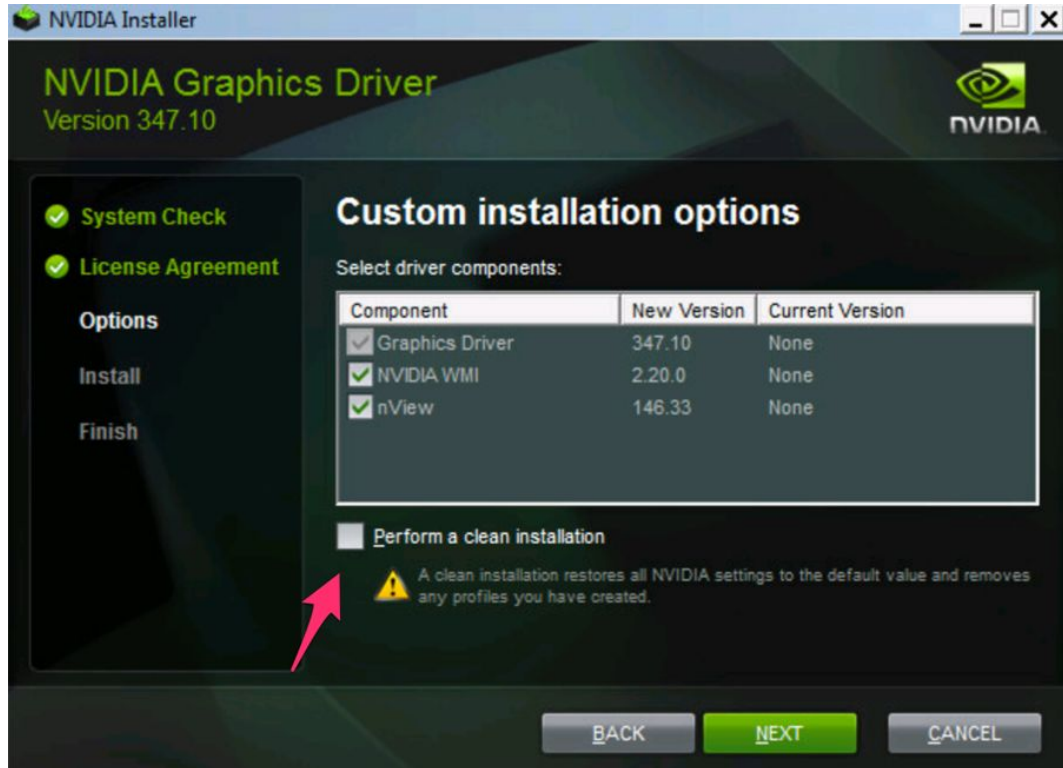 NVIDIA Installer
NVIDIA Graphics Driver
Version 347.10
NVIDIA
System Check
License Agreement
Options
Install
Finish
Custom installation options
Select driver components:
Component New Version Current Version
Graphics Driver 347.10 None
NVIDIA WMI 2.20.0 None
nView 146.33 None
Perform a clean installation
A clean installation restores all NVIDIA settings to the default value and removes
any profiles you have created.
BACK NEXT CANCEL